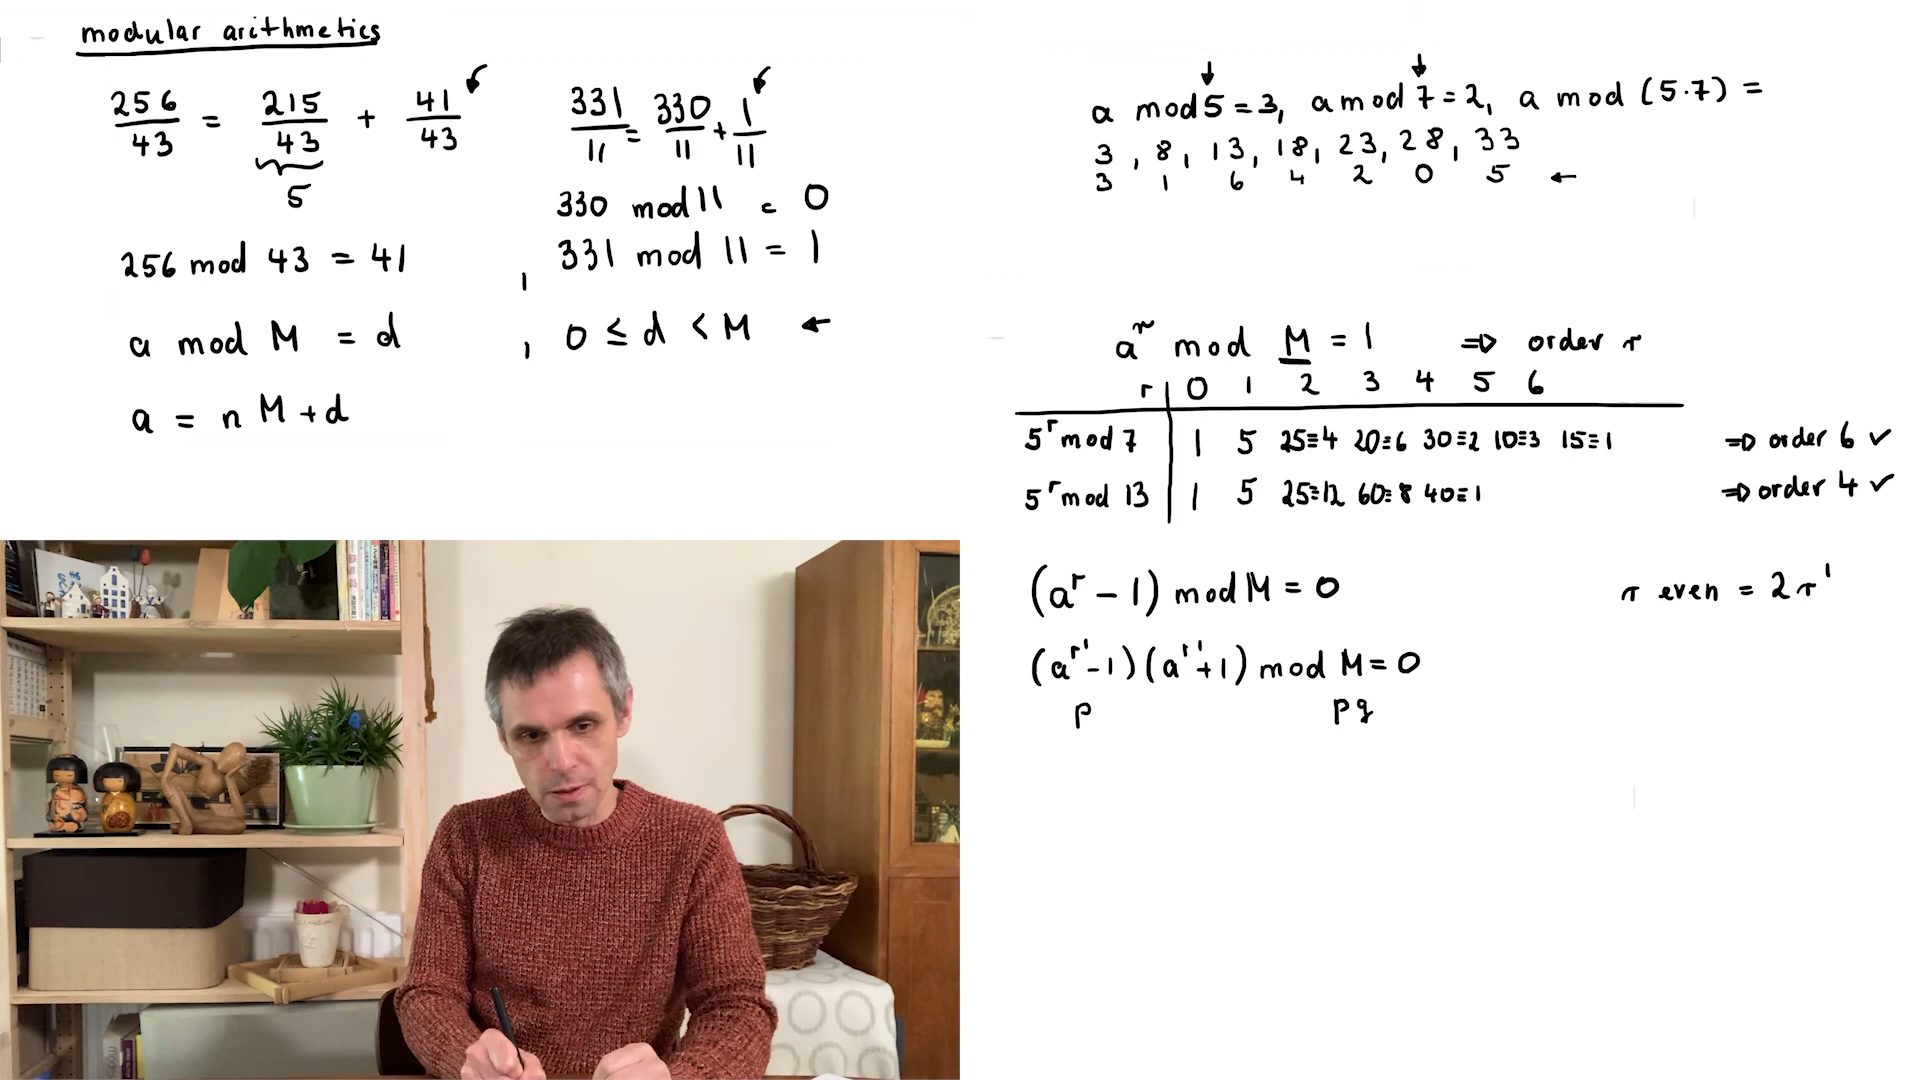 modular arithmetics
256/43 = 215/43 + 41/43
5
256 mod 43 = 41
a mod M = d
a = n M + d
331/11 = 330/11 + 1/11
330 mod 11 = 0
, 331 mod 11 = 1
, 0 ≤ d < M ←
a mod 5 = 3, a mod 7 = 2, a mod (5·7) =
3, 8, 13, 18, 23, 28, 33
3 1 6 4 2 0 5 ←
a^r mod M = 1 ⇒ order r
r | 0 1 2 3 4 5 6
5^r mod 7 | 1 5 25≡4 20≡6 30≡2 10≡3 15≡1 ⇒ order 6 ✓
5^r mod 13 | 1 5 25≡12 60≡8 40≡1 ⇒ order 4 ✓
(a^r - 1) mod M = 0 r even = 2r'
(a^r' - 1)(a^r' + 1) mod M = 0
p pq